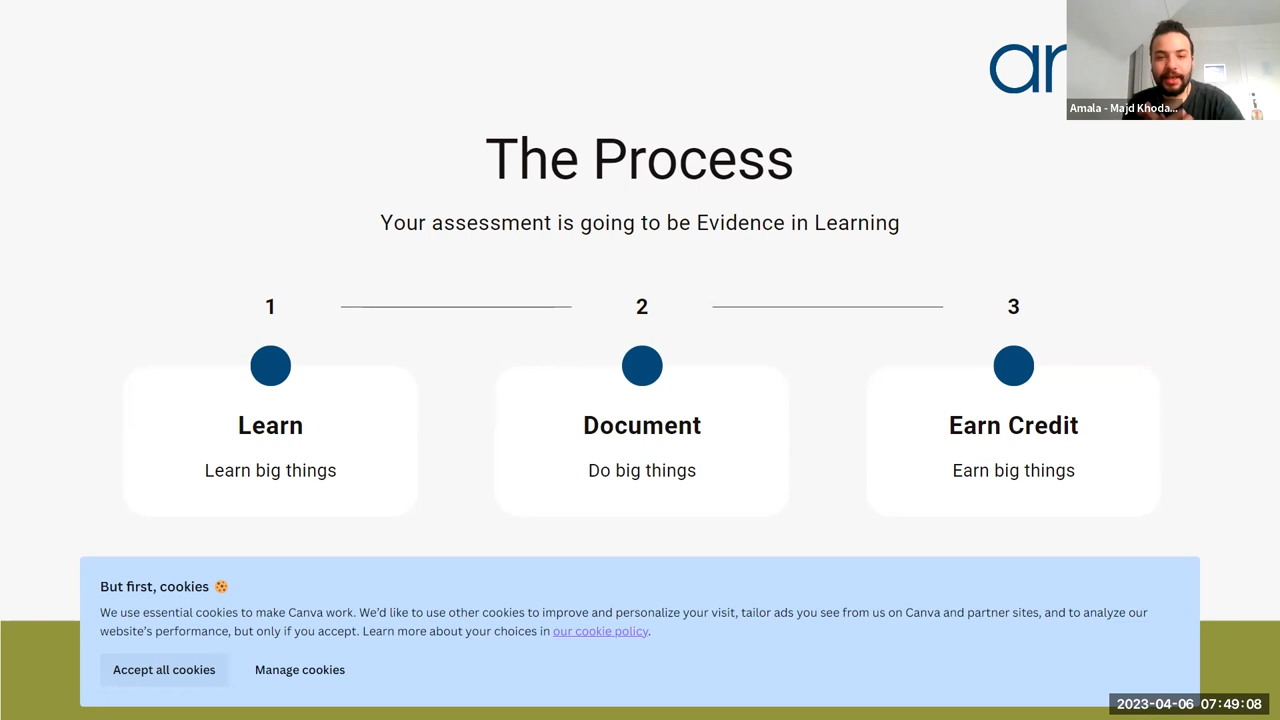 ar
Amala - Majd Khoda...
The Process
Your assessment is going to be Evidence in Learning
1
2
3
Learn
Document
Earn Credit
Learn big things
Do big things
Earn big things
But first, cookies 🍪
We use essential cookies to make Canva work. We’d like to use other cookies to improve and personalize your visit, tailor ads you see from us on Canva and partner sites, and to analyze our
website’s performance, but only if you accept. Learn more about your choices in our cookie policy.
Accept all cookies
Manage cookies
2023-04-06 07:49:08